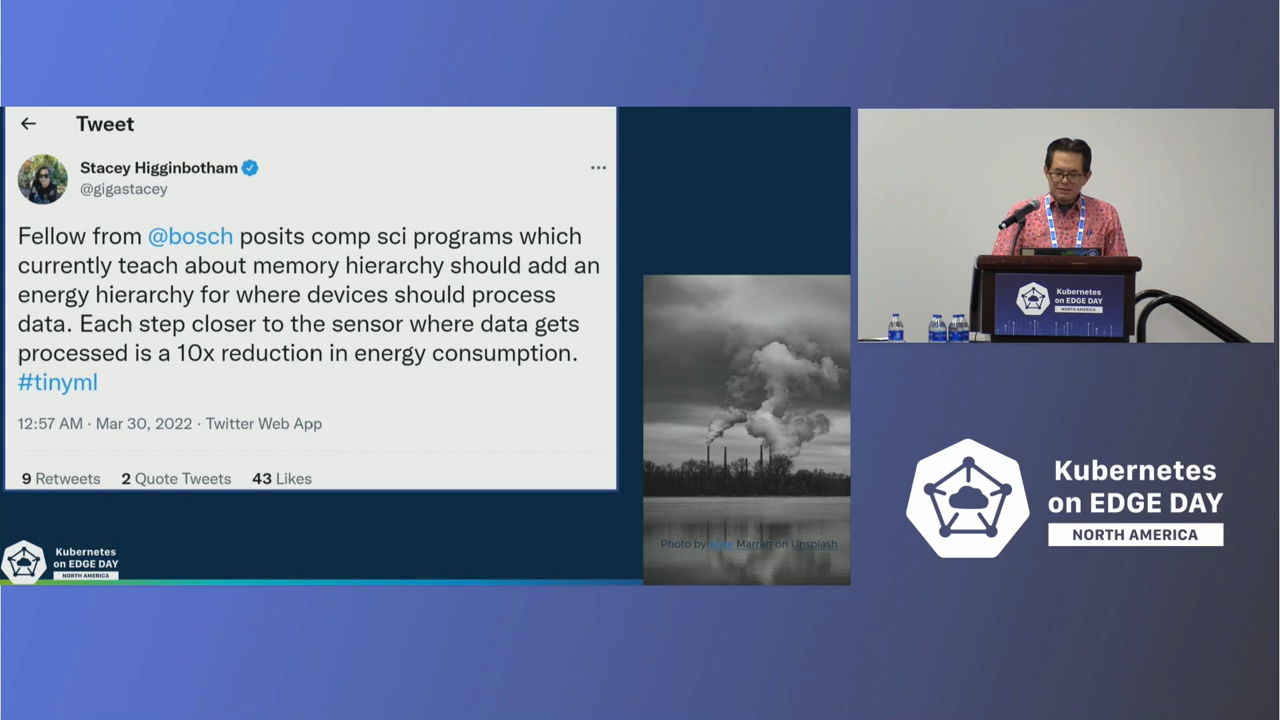 Tweet
Stacey Higginbotham
@gigastacey
Fellow from @bosch posits comp sci programs which
currently teach about memory hierarchy should add an
energy hierarchy for where devices should process
data. Each step closer to the sensor where data gets
processed is a 10x reduction in energy consumption.
#tinyml
12:57 AM · Mar 30, 2022 · Twitter Web App
9 Retweets 2 Quote Tweets 43 Likes
Photo by Marrah on Unsplash
Kubernetes
on EDGE DAY
NORTH AMERICA
Kubernetes
on EDGE DAY
NORTH AMERICA
Kubernetes
on EDGE DAY
NORTH AMERICA